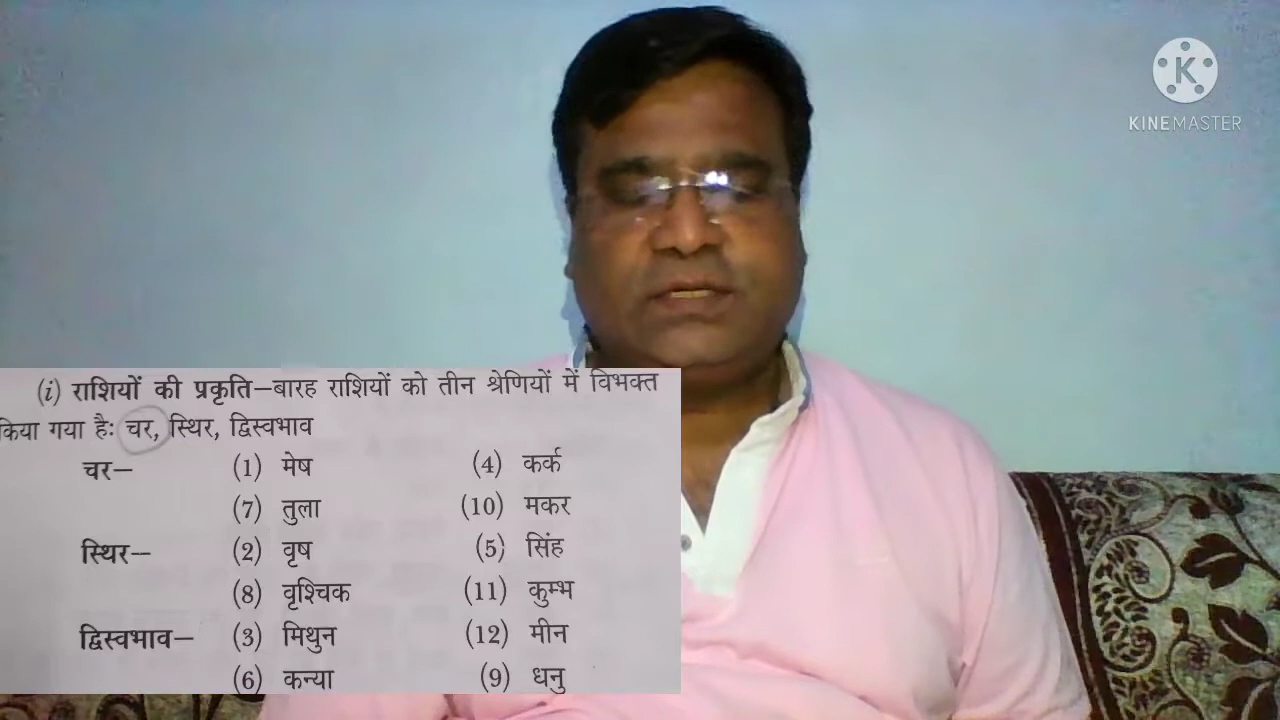 (i) राशियों की प्रकृति–बारह राशियों को तीन श्रेणियों में विभक्त
किया गया हैः चर, स्थिर, द्विस्वभाव
चर– (1) मेष (4) कर्क
(7) तुला (10) मकर
स्थिर– (2) वृष (5) सिंह
(8) वृश्चिक (11) कुम्भ
द्विस्वभाव– (3) मिथुन (12) मीन
(6) कन्या (9) धनु
K
KINEMASTER